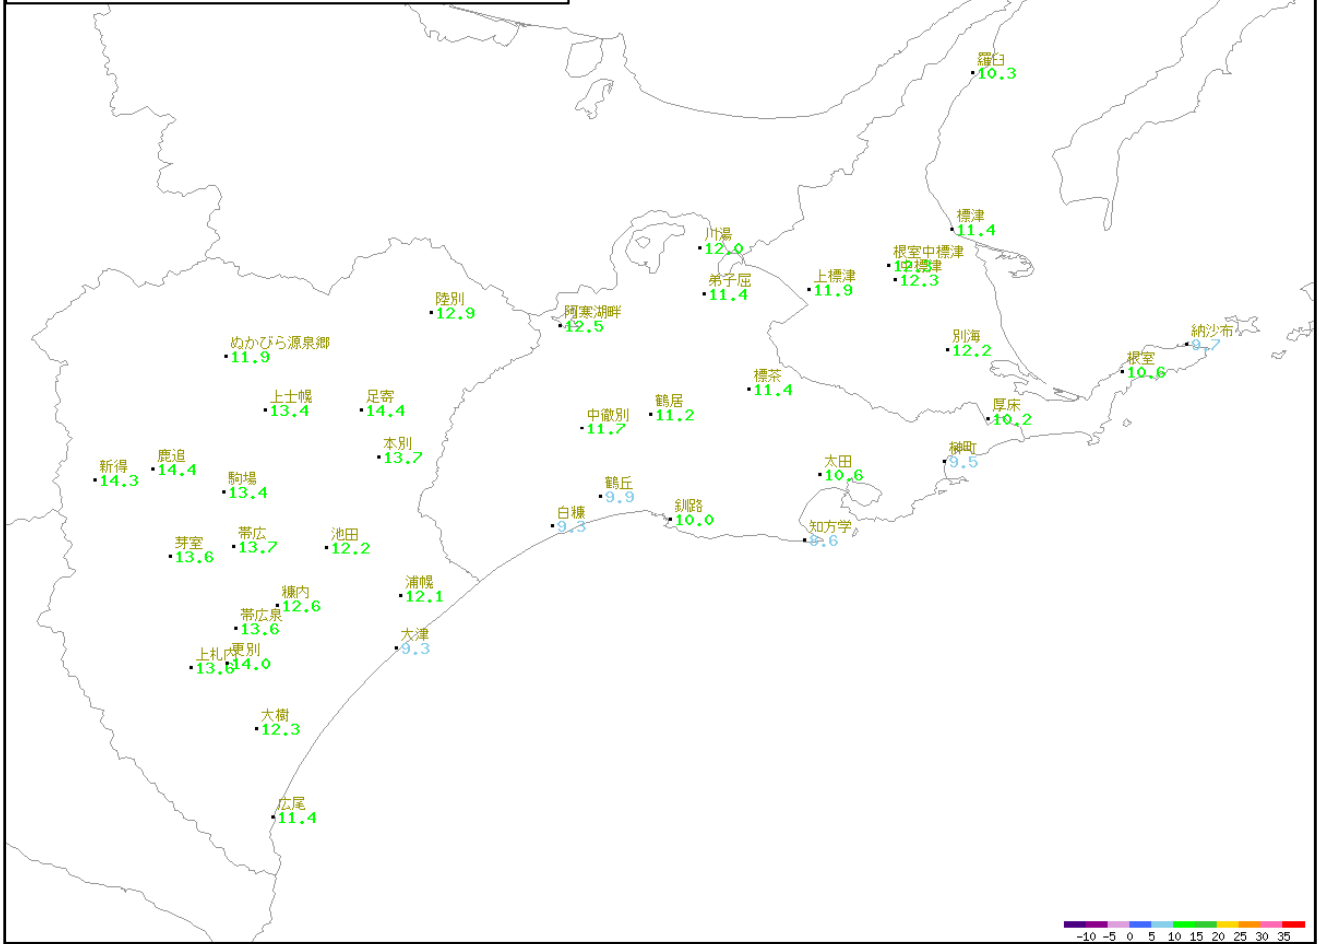 羅臼
10.3
標津
11.4
川湯
12.0
根室中標津
中標津
12.3
弟子屈
11.4
上標津
11.9
陸別
12.9
阿寒湖畔
12.5
ぬかびら源泉郷
11.9
別海
12.2
納沙布
9.7
根室
10.6
標茶
11.4
上士幌
13.4
足寄
14.4
鶴居
11.2
中徹別
11.7
厚床
10.2
本別
13.7
榊町
9.5
鹿追
14.4
新得
14.3
太田
10.6
駒場
13.4
鶴丘
9.9
白糠
9.3
釧路
10.0
知方学
8.6
芽室
13.6
帯広
13.7
池田
12.2
浦幌
12.1
糠内
12.6
帯広泉
13.6
大津
9.3
上札内
13.6
更別
14.0
大樹
12.3
広尾
11.4
-10 -5 0 5 10 15 20 25 30 35